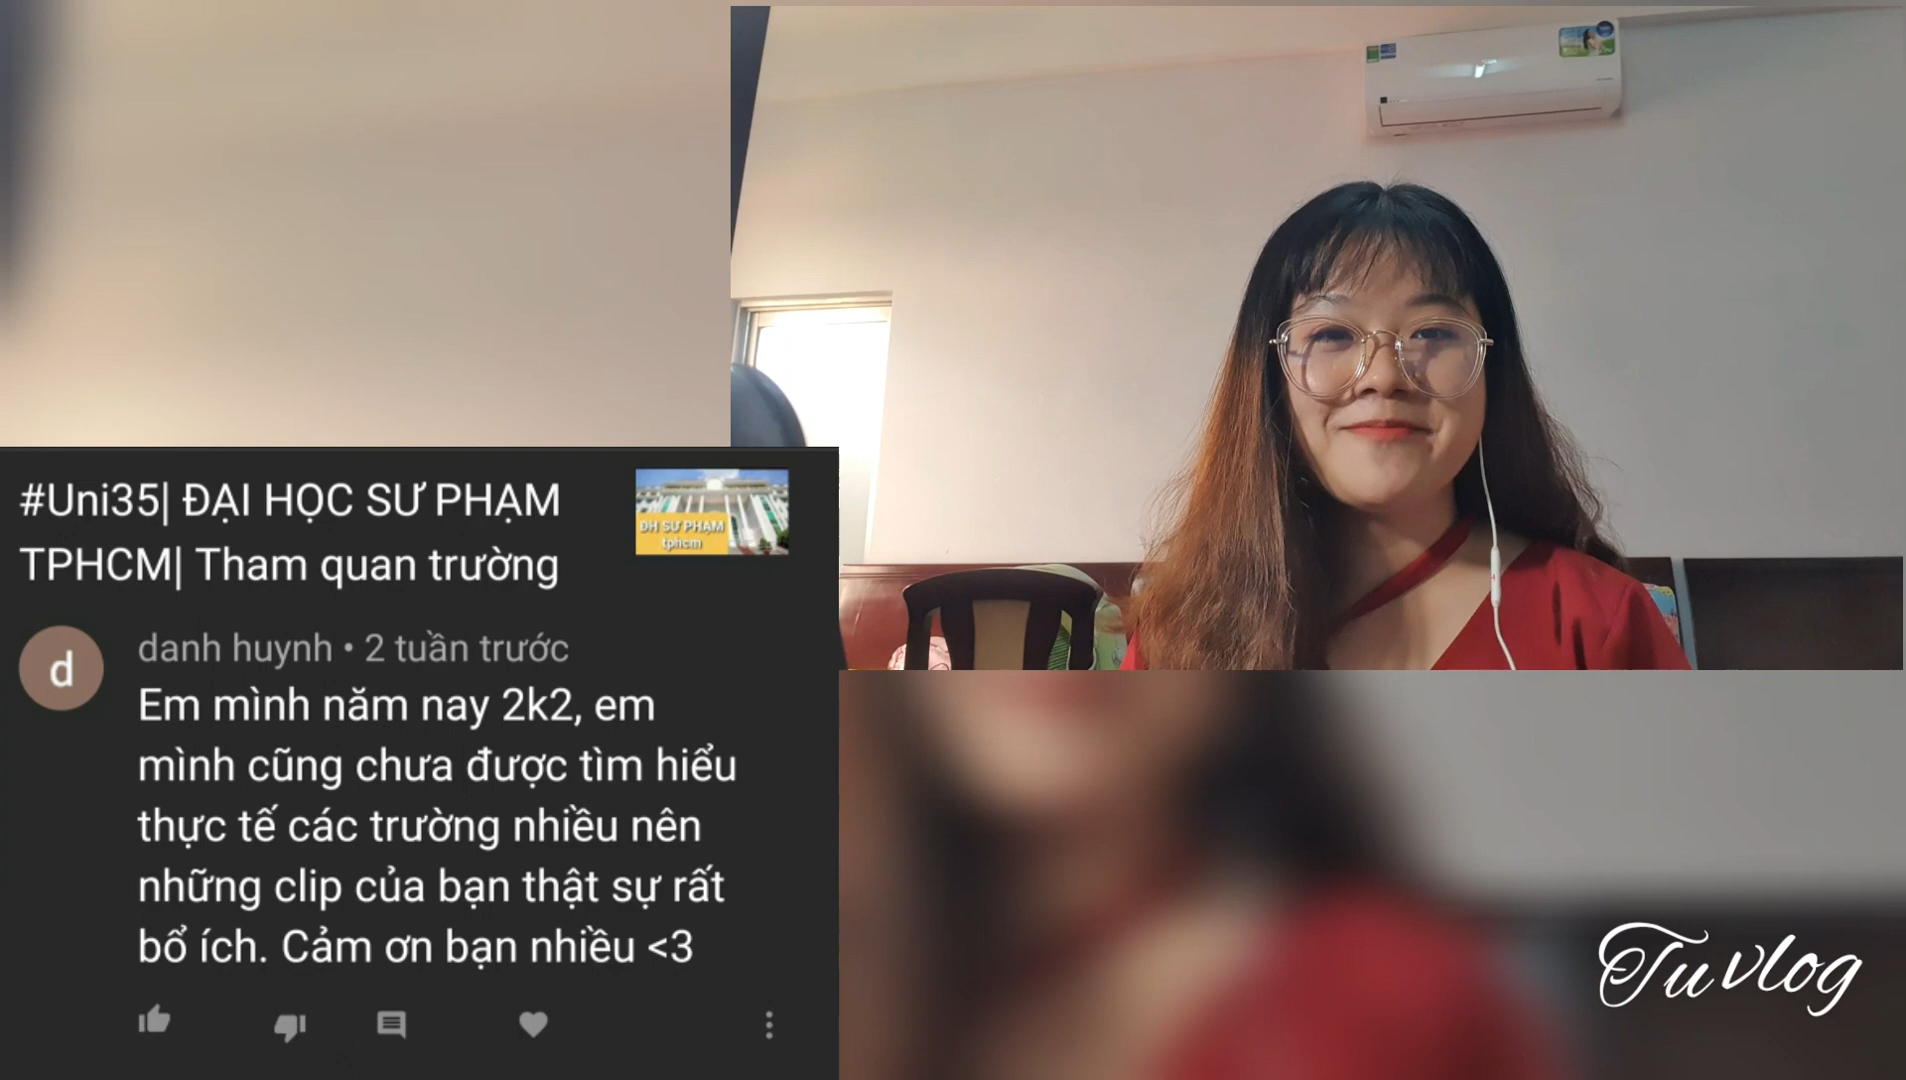 #Uni35| ĐẠI HỌC SƯ PHẠM
TPHCM| Tham quan trường
ĐH SƯ PHẠM
tphcm
danh huynh • 2 tuần trước
d
Em mình năm nay 2k2, em
mình cũng chưa được tìm hiểu
thực tế các trường nhiều nên
những clip của bạn thật sự rất
bổ ích. Cảm ơn bạn nhiều <3
Tuvlog